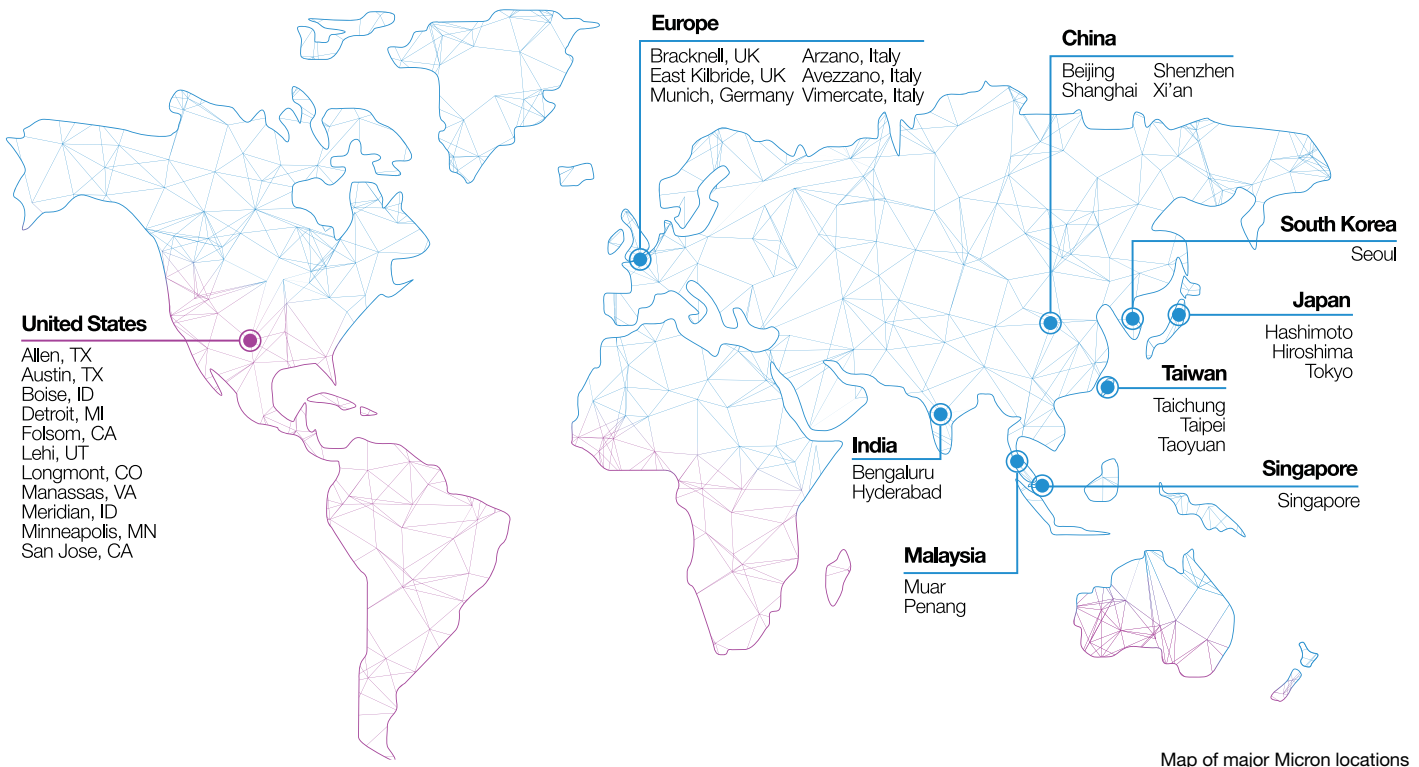 Europe
Bracknell, UK Arzano, Italy
East Kilbride, UK Avezzano, Italy
Munich, Germany Vimercate, Italy
China
Beijing Shenzhen
Shanghai Xi’an
South Korea
Seoul
Japan
Hashimoto
Hiroshima
Tokyo
United States
Allen, TX
Austin, TX
Boise, ID
Detroit, MI
Folsom, CA
Lehi, UT
Longmont, CO
Manassas, VA
Meridian, ID
Minneapolis, MN
San Jose, CA
Taiwan
Taichung
Taipei
Taoyuan
India
Bengaluru
Hyderabad
Singapore
Singapore
Malaysia
Muar
Penang
Map of major Micron locations